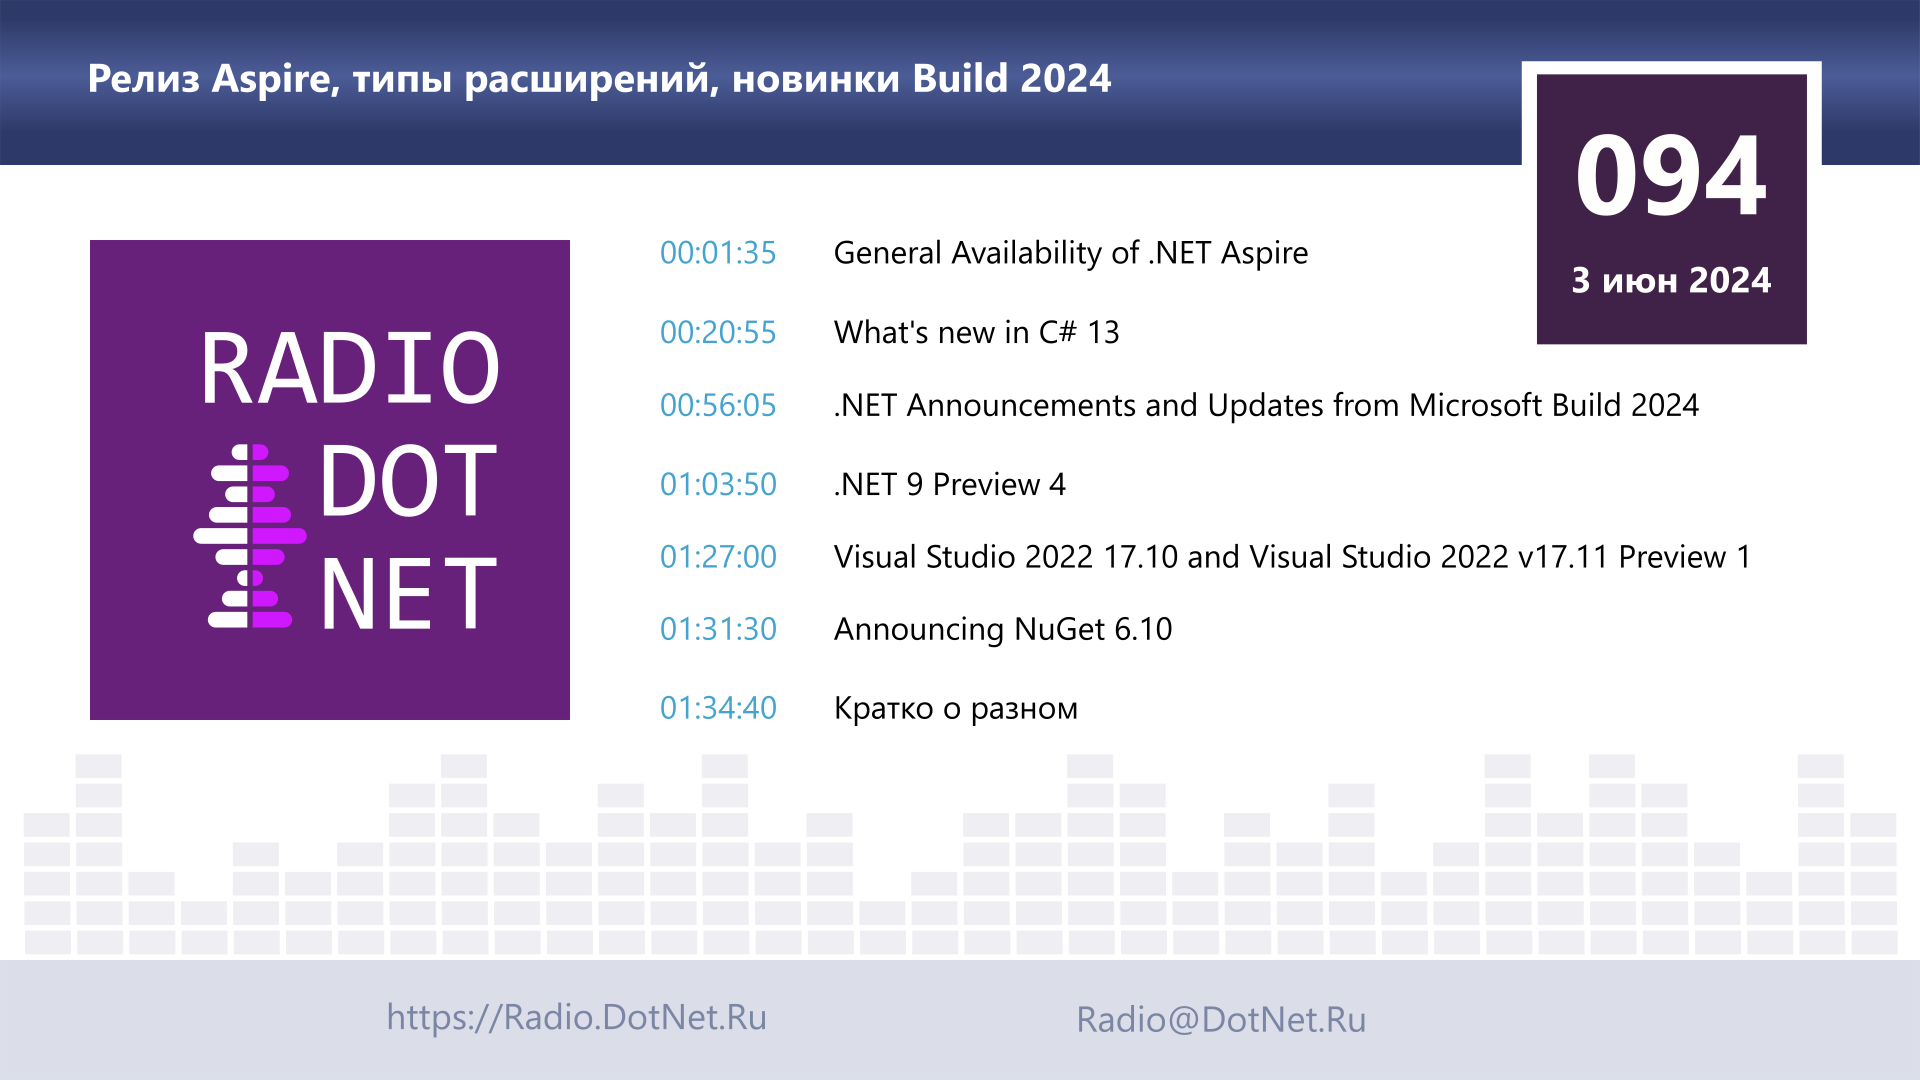 Релиз Aspire, типы расширений, новинки Build 2024
094
3 июн 2024
RADIO
DOT
NET
00:01:35 General Availability of .NET Aspire
00:20:55 What's new in C# 13
00:56:05 .NET Announcements and Updates from Microsoft Build 2024
01:03:50 .NET 9 Preview 4
01:27:00 Visual Studio 2022 17.10 and Visual Studio 2022 v17.11 Preview 1
01:31:30 Announcing NuGet 6.10
01:34:40 Кратко о разном
https://Radio.DotNet.Ru
Radio@DotNet.Ru